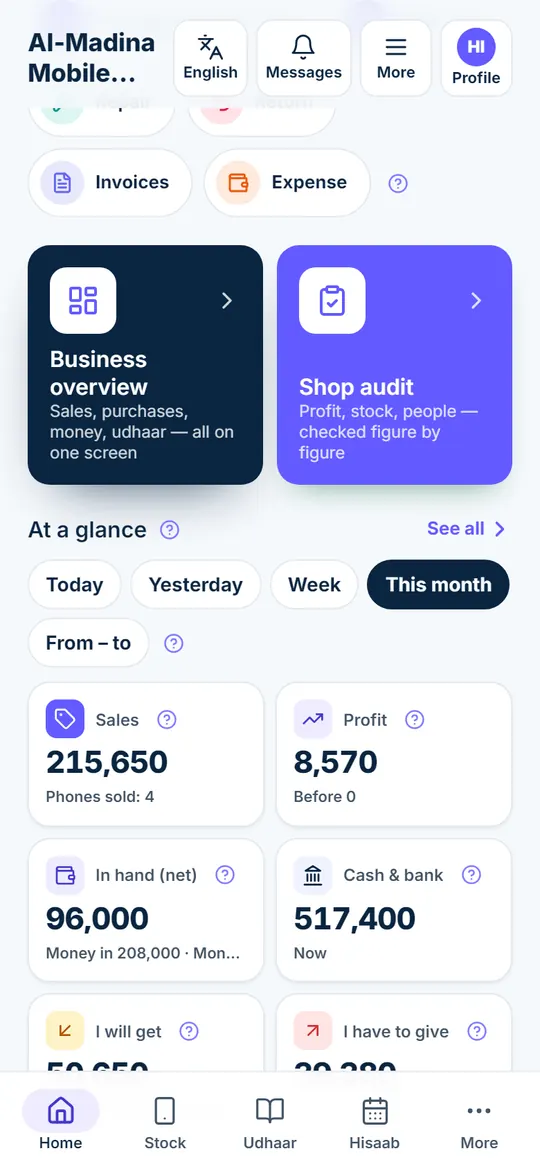 Al-Madina
Mobile...
English
Messages
More
HI
Profile
Invoices
Expense
Business
overview
Sales, purchases,
money, udhaar — all on
one screen
Shop audit
Profit, stock, people —
checked figure by
figure
At a glance
See all
Today
Yesterday
Week
This month
From – to
Sales
215,650
Phones sold: 4
Profit
8,570
Before 0
In hand (net)
96,000
Money in 208,000 · Mon...
Cash & bank
517,400
Now
I will get
I have to give
Home
Stock
Udhaar
Hisaab
More